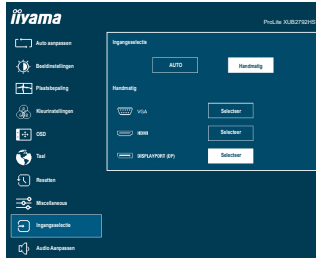 iiyama
ProLite XUB2792HS
Auto aanpassen
Beeldinstellingen
Plaatsbepaling
Kleurinstellingen
OSD
Taal
Resetten
Miscellaneous
Ingangsselectie
Audio Aanpassen
Ingangsselectie
AUTO
Handmatig
Handmatig
VGA
Selecteer
HDMI
Selecteer
DISPLAYPORT (DP)
Selecteer